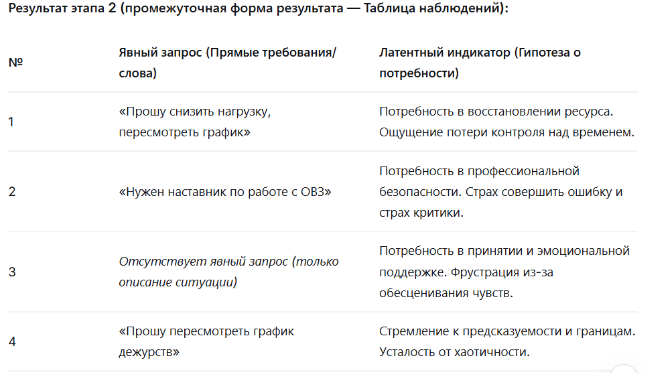 Результат этапа 2 (промежуточная форма результата — Таблица наблюдений):
№
Явный запрос (Прямые требования/
слова)
Латентный индикатор (Гипотеза о
потребности)
1
«Прошу снизить нагрузку,
пересмотреть график»
Потребность в восстановлении ресурса.
Ощущение потери контроля над временем.
2
«Нужен наставник по работе с ОВЗ»
Потребность в профессиональной
безопасности. Страх совершить ошибку и
страх критики.
3
Отсутствует явный запрос (только
описание ситуации)
Потребность в принятии и эмоциональной
поддержке. Фрустрация из-за
обесценивания чувств.
4
«Прошу пересмотреть график
дежурств»
Стремление к предсказуемости и границам.
Усталость от хаотичности.